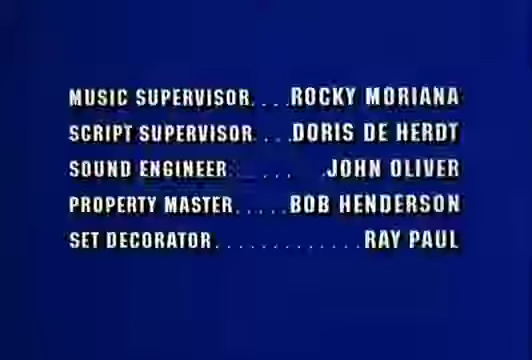 MUSIC SUPERVISOR. . . .ROCKY MORIANA
SCRIPT SUPERVISOR. . . .DORIS DE HERDT
SOUND ENGINEER. . . . . . .JOHN OLIVER
PROPERTY MASTER. . . . .BOB HENDERSON
SET DECORATOR. . . . . . . . . . . . .RAY PAUL